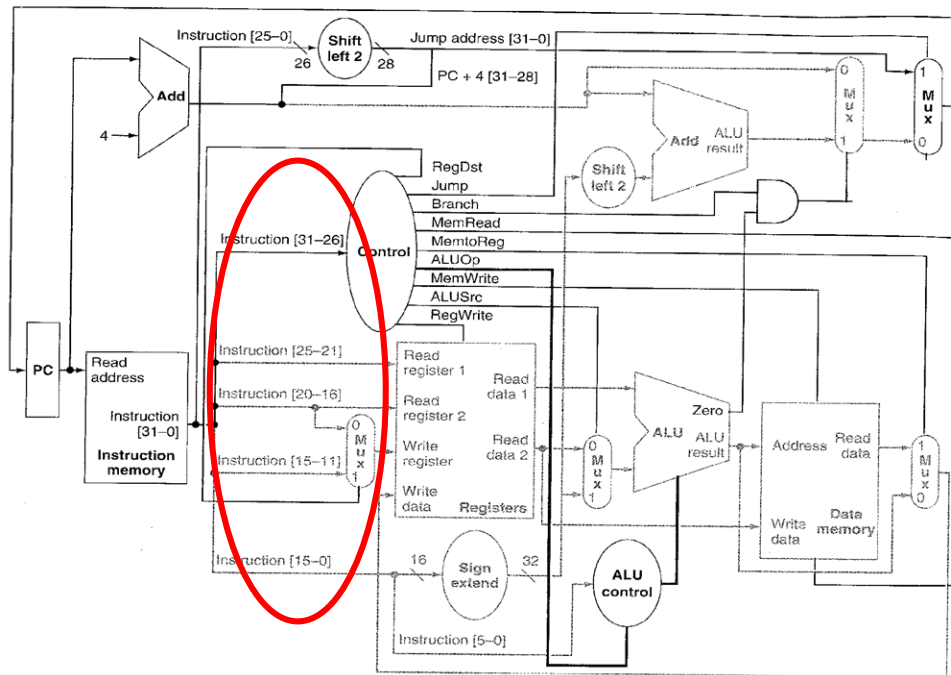 Instruction [25–0]
26
Shift
left 2
28
Jump address [31–0]
PC + 4 [31–28]
Add
4
0
M
u
x
1
1
M
u
x
0
Add
ALU
result
Shift
left 2
RegDst
Jump
Branch
MemRead
MemtoReg
ALUOp
MemWrite
ALUSrc
RegWrite
Control
Instruction [31–26]
PC
Read
address
Instruction
[31–0]
Instruction
memory
Instruction [25–21]
Instruction [20–16]
Instruction [15–11]
Instruction [15–0]
0
M
u
x
1
Read
register 1
Read
register 2
Write
register
Write
data
Read
data 1
Read
data 2
Registers
0
M
u
x
1
Zero
ALU
ALU
result
Address
Read
data
Write
data
Data
memory
1
M
u
x
0
16
Sign
extend
32
ALU
control
Instruction [5–0]